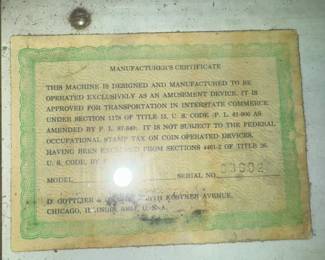 MANUFACTURER'S CERTIFICATE
THIS MACHINE IS DESIGNED AND MANUFACTURED TO BE
OPERATED EXCLUSIVELY AS AN AMUSEMENT DEVICE. IT IS
APPROVED FOR TRANSPORTATION IN INTERSTATE COMMERCE
UNDER SECTION 1178 OF TITLE 15, U. S. CODE (P. L. 81-906 AS
AMENDED BY P. L. 87-840. IT IS NOT SUBJECT TO THE FEDERAL
OCCUPATIONAL STAMP TAX ON COIN OPERATED DEVICES,
HAVING BEEN FROM SECTIONS 4461-2 OF TITLE 26,
U. S. CODE, BY
MODEL SERIAL NO.
D. GOTTLIEB KOSTNER AVENUE,
CHICAGO, U. S. A.